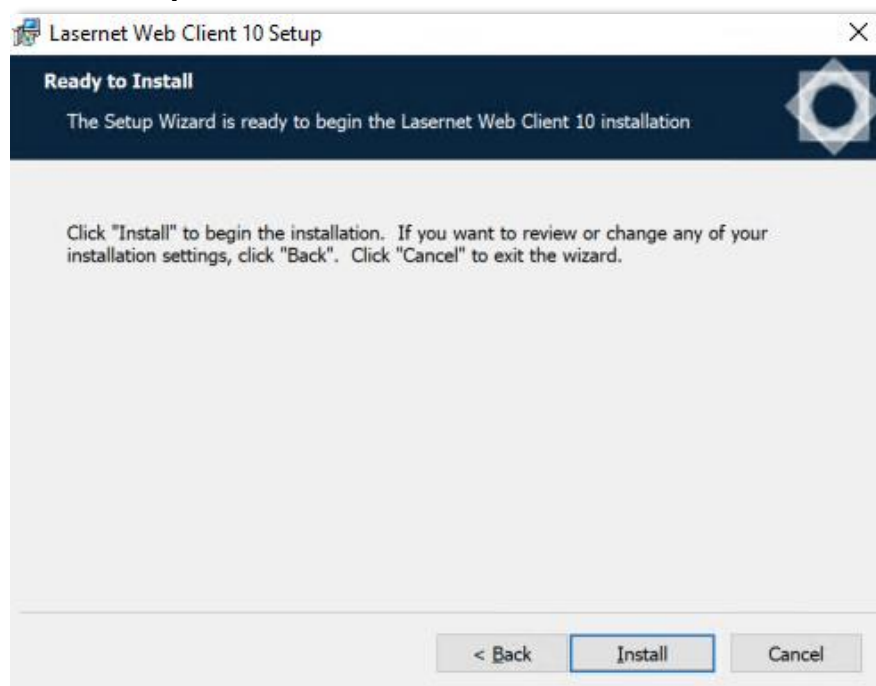 Lasernet Web Client 10 Setup
Ready to Install
The Setup Wizard is ready to begin the Lasernet Web Client 10 installation
Click "Install" to begin the installation.  If you want to review or change any of your
installation settings, click "Back".  Click "Cancel" to exit the wizard.
< Back Install Cancel